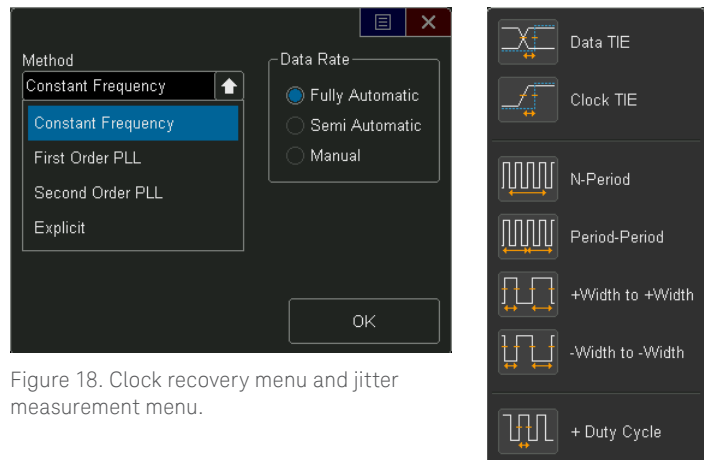 Method
Constant Frequency
Constant Frequency
First Order PLL
Second Order PLL
Explicit
Data Rate
Fully Automatic
Semi Automatic
Manual
OK
Figure 18. Clock recovery menu and jitter
measurement menu.
Data TIE
Clock TIE
N-Period
Period-Period
+Width to +Width
-Width to -Width
+ Duty Cycle